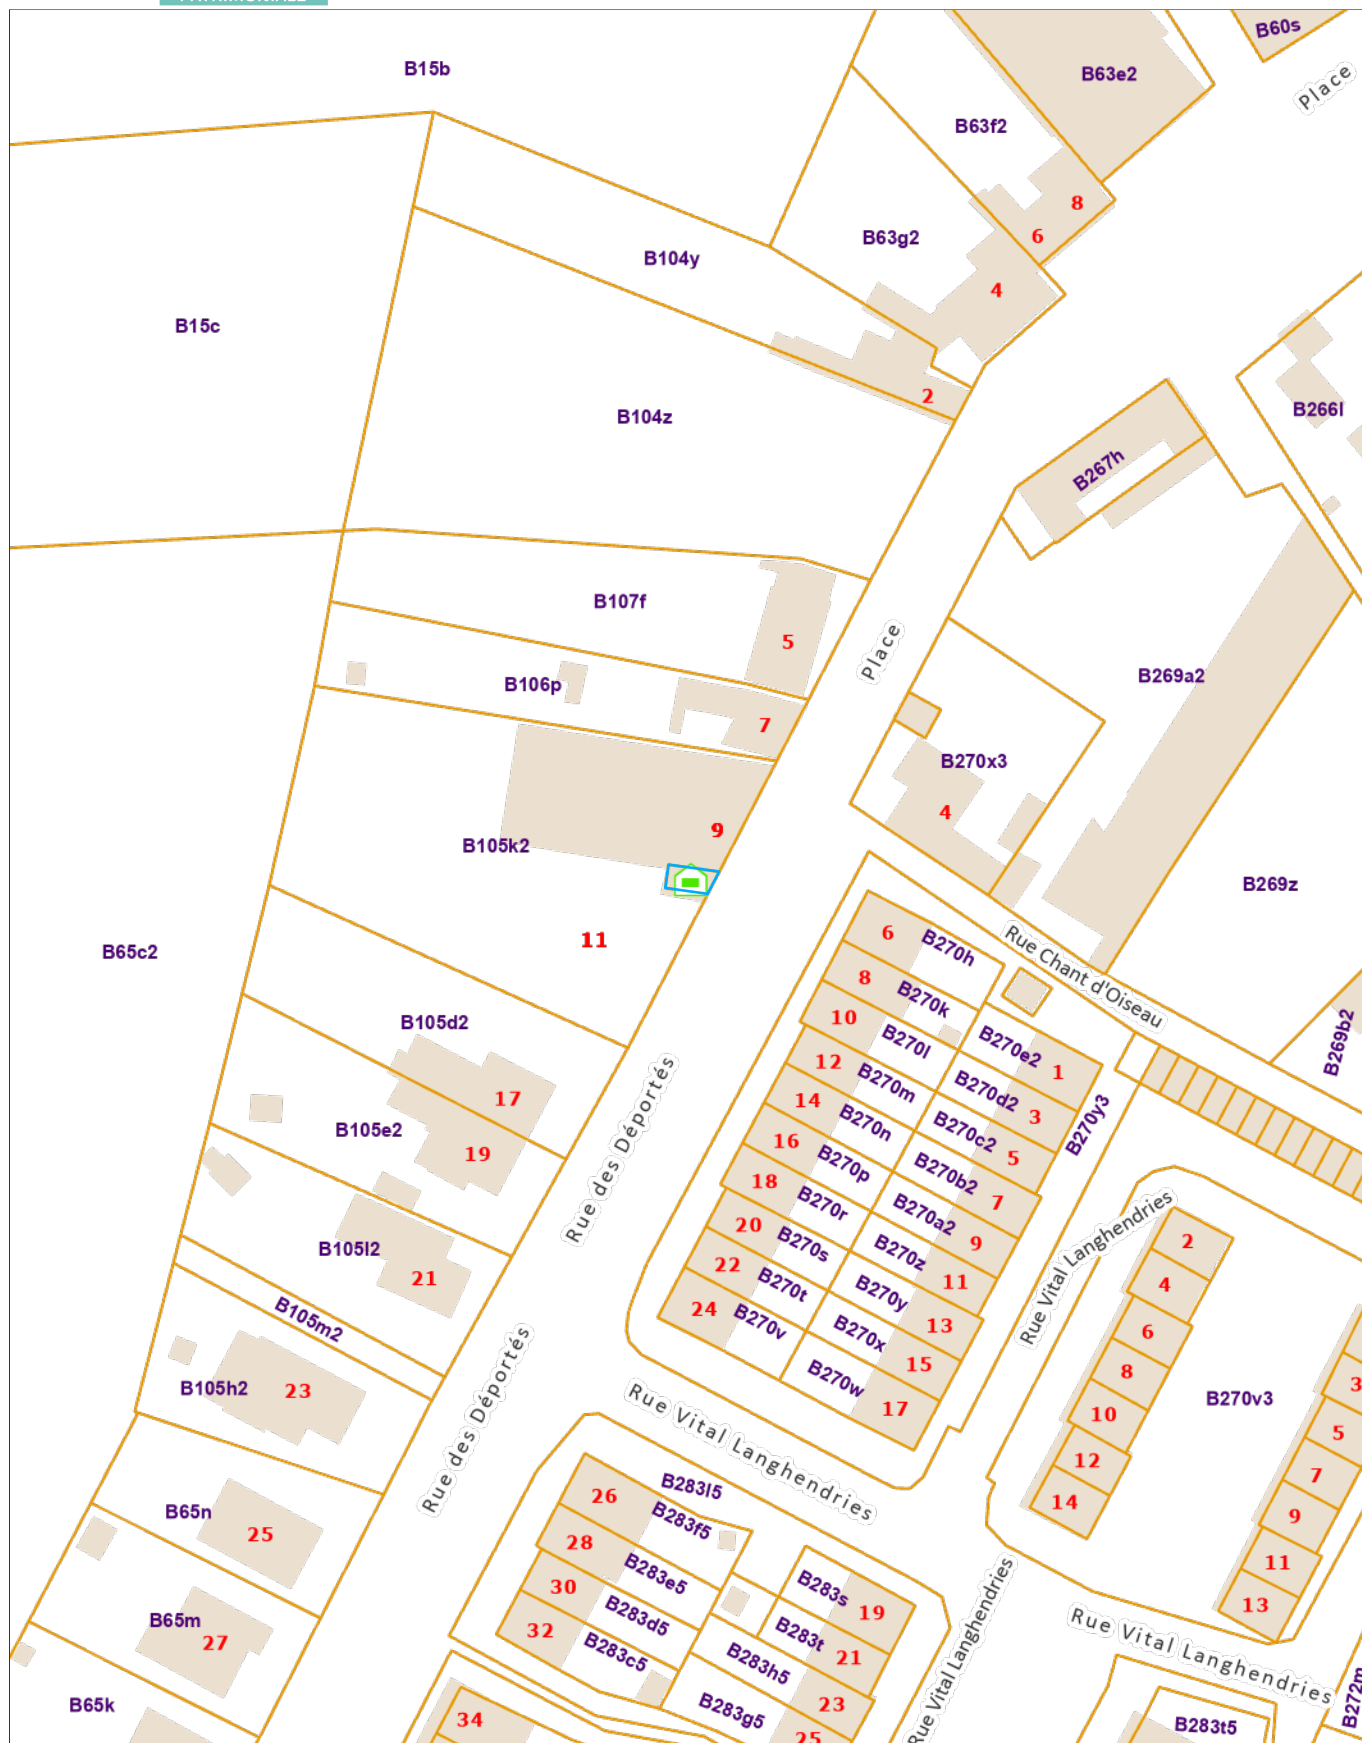 B60s
B15b
B63e2
Place
B63f2
8
B63g2
6
B104y
4
B15c
2
B104z
B266l
B267h
B107f
5
Place
B106p
B269a2
7
B270x3
4
9
B105k2
B269z
11
B65c2
6
B270h
Rue Chant d'Oiseau
8
B270k
10
B270l
B105d2
B270e2
B269b2
12
B270m
1
17
B270d2
14
B270n
3
B270y3
B105e2
B270c2
16
19
B270p
5
Rue des Déportés
B270b2
18
B270r
7
B270a2
20
B270s
9
2
B105l2
B270z
Rue Vital Langhendries
21
22
B270t
11
4
B270y
24
B270v
B105m2
13
6
B270x
15
8
3
B105h2
23
B270w
B270v3
Rue des Déportés
17
10
Rue Vital Langhendries
5
12
B283l5
7
26
B283f5
14
B65n
25
9
28
B283e5
11
30
B283s
13
B283d5
19
B65m
27
32
B283t
Rue Vital Langhendries
B283c5
21
B283h5
Rue Vital Langhendries
B65k
23
B283g5
B272m
34
25
B283t5